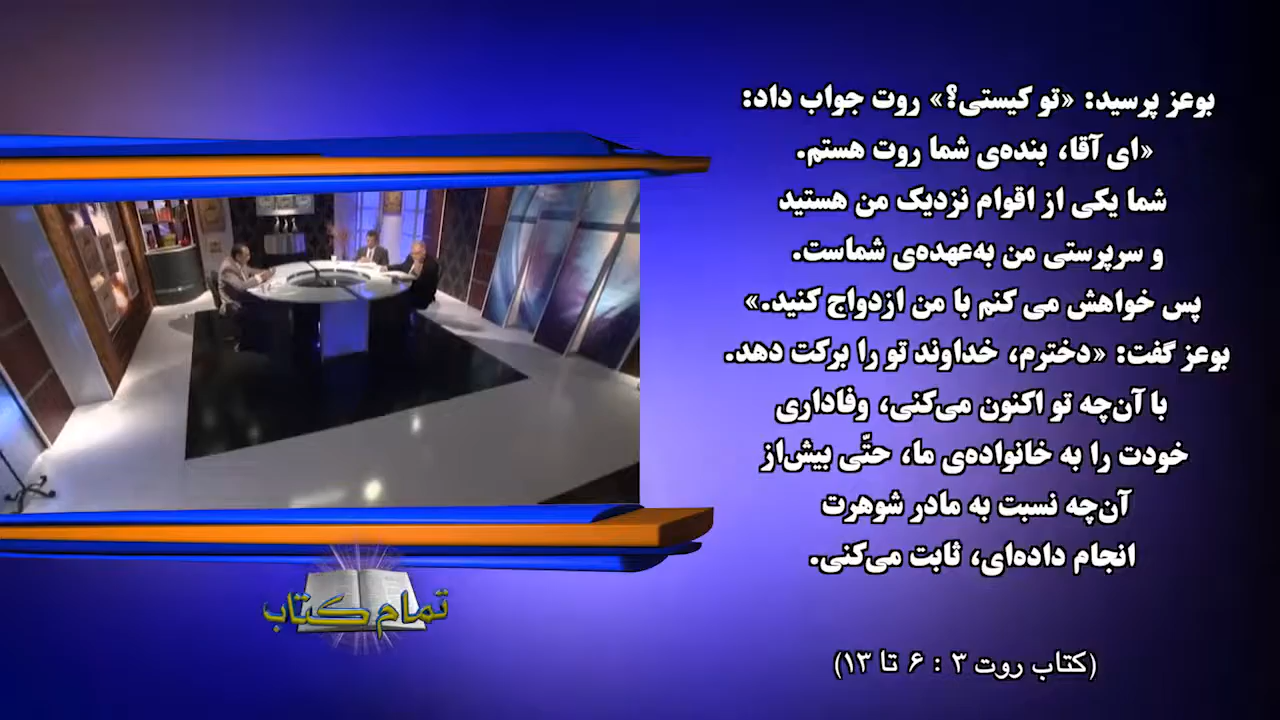 بوعز پرسید: «تو کیستی؟» روت جواب داد:
«ای آقا، بنده‌ی شما روت هستم.
شما یکی از اقوام نزدیک من هستید
و سرپرستی من به‌عهده‌ی شماست.
پس خواهش می کنم با من ازدواج کنید.»
بوعز گفت: «دخترم، خداوند تو را برکت دهد.
با آن‌چه تو اکنون می‌کنی، وفاداری
خودت را به خانواده‌ی ما، حتّی بیش‌از
آن‌چه نسبت به مادر شوهرت
انجام داده‌ای، ثابت می‌کنی.
(کتاب روت ۳ : ۶ تا ۱۳)
تمام کتاب